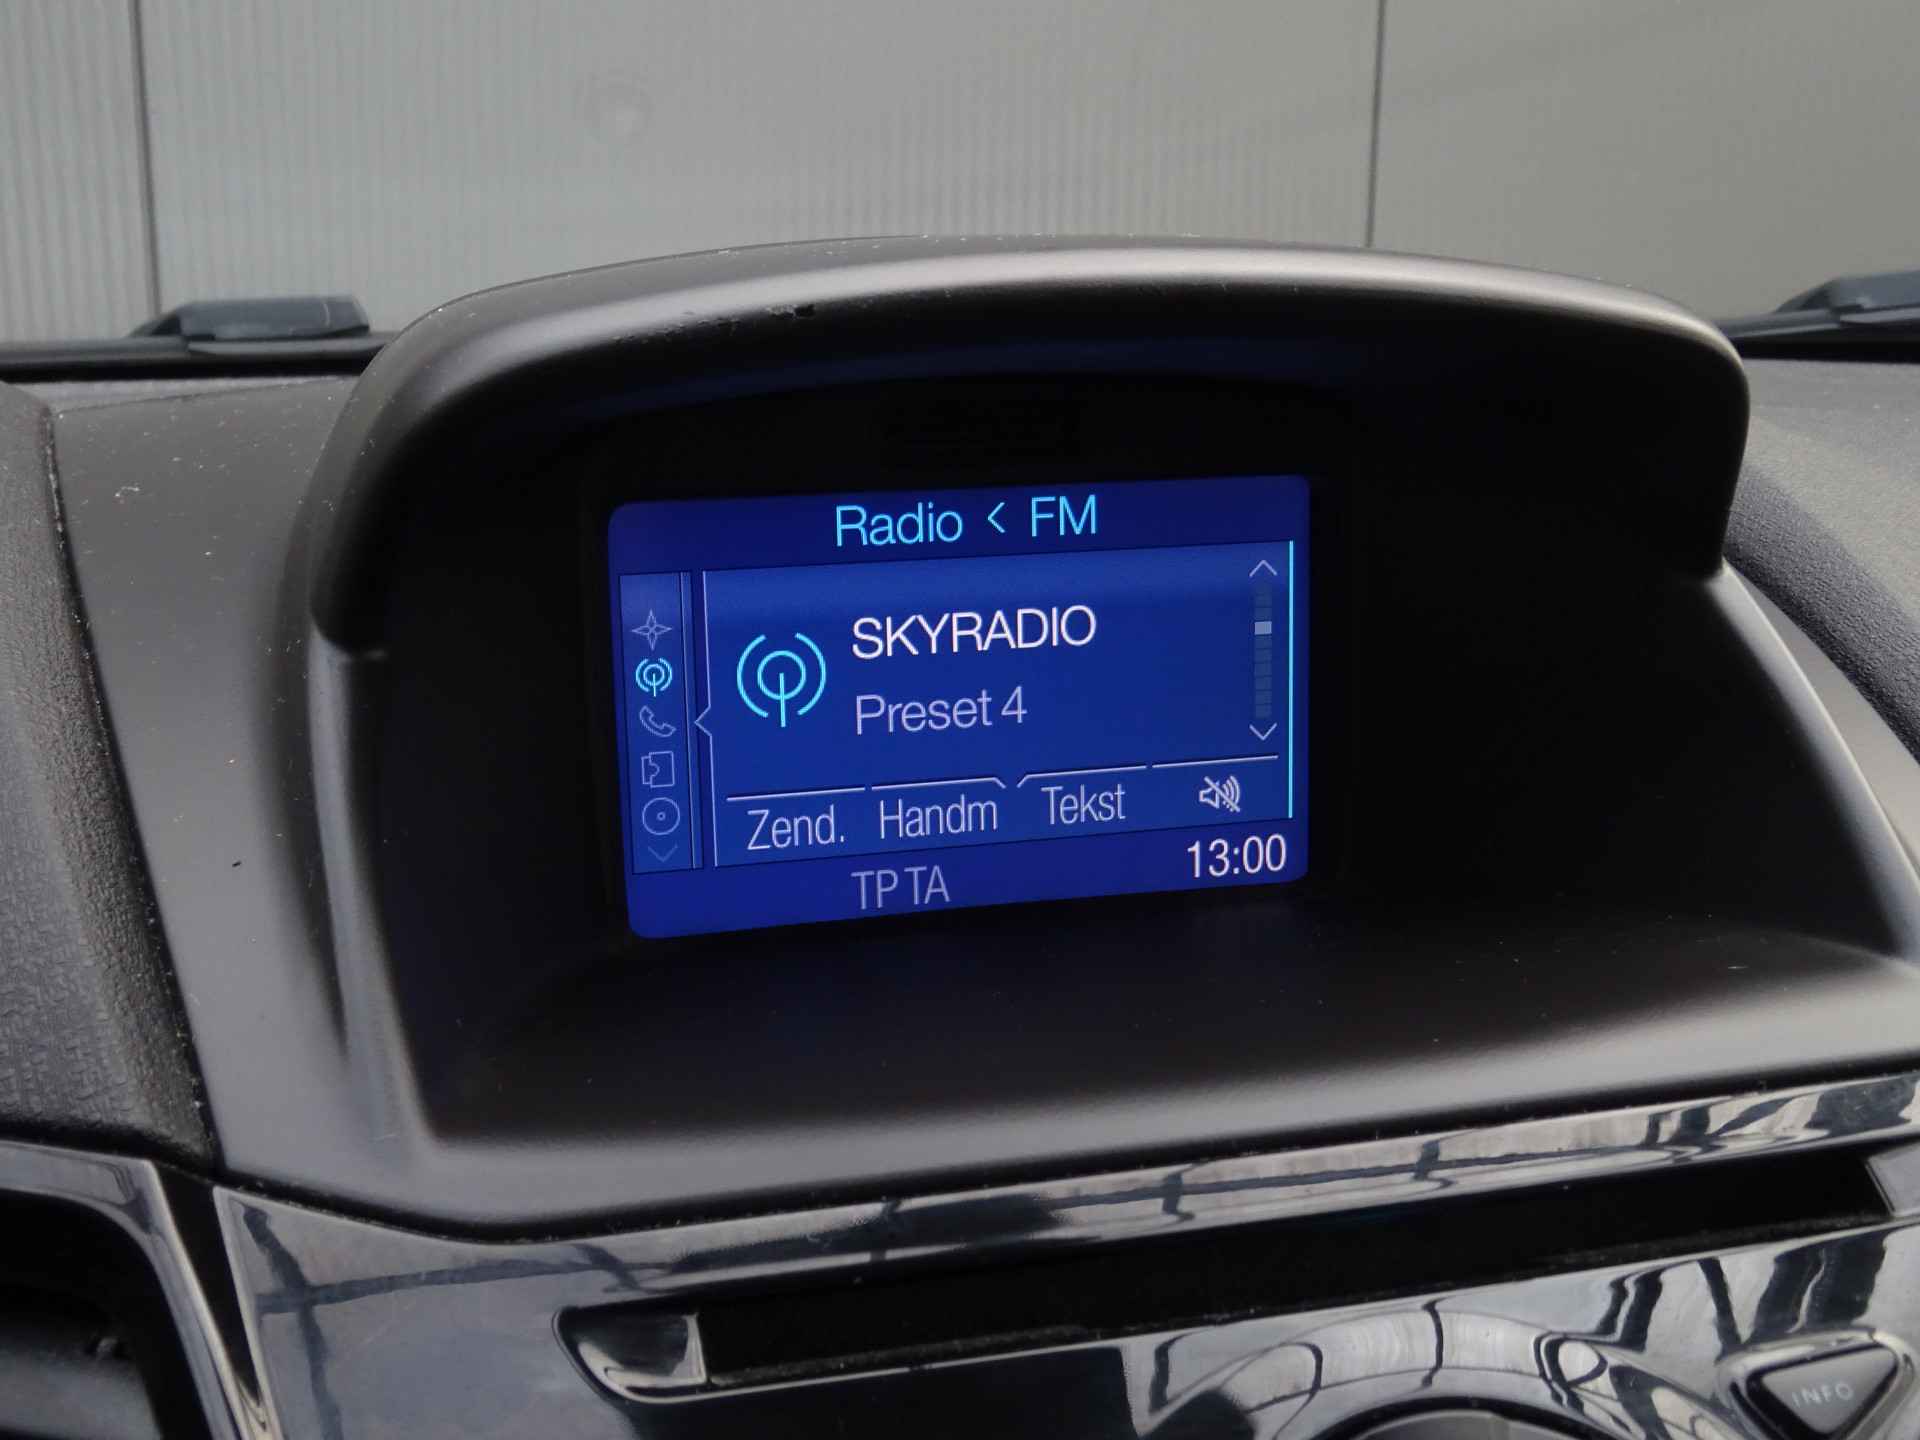 Radio < FM
SKYRADIO
Preset 4
Zend. Handm Tekst
TP TA 13:00
INFO